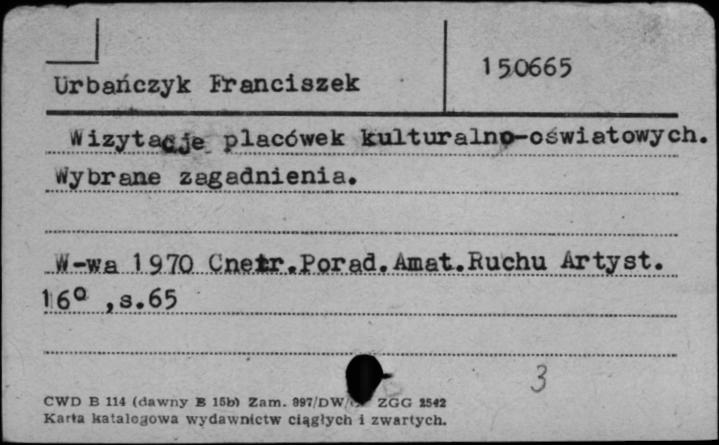 Urbańczyk Franciszek
150665
Wizytacje placówek kulturalno-oświatowych.
Wybrane zagadnienia.
W-wa 1970 Cnetr.Porad.Amat.Ruchu Artyst.
16° ,s.65
3
CWD B 114 (dawny B 15b) Zam. 997/DW/ ZGG 2542
Karta katalogowa wydawnictw ciągłych i zwartych.